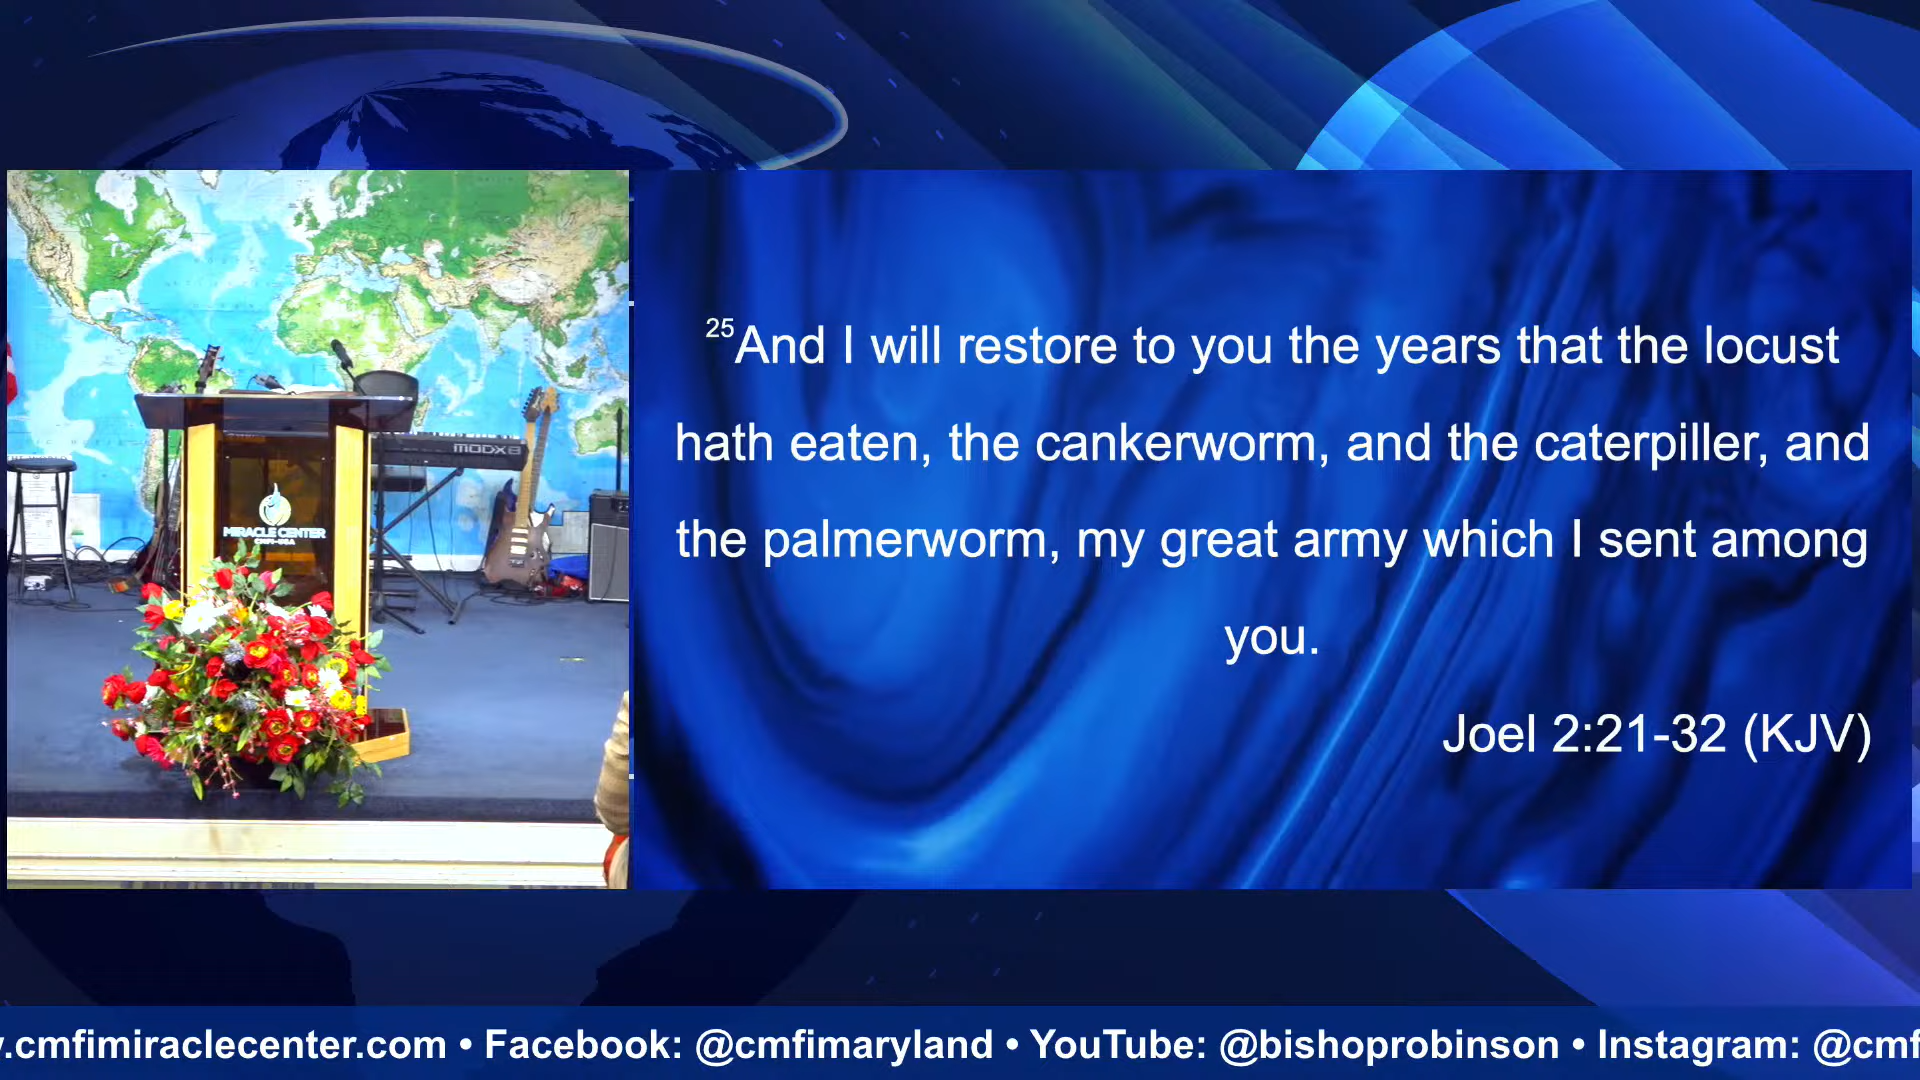 MODX8
MIRACLE CENTER
CMFI-USA
25And I will restore to you the years that the locust
hath eaten, the cankerworm, and the caterpiller, and
the palmerworm, my great army which I sent among
you.
Joel 2:21-32 (KJV)
.cmfimiraclecenter.com • Facebook: @cmfimaryland • YouTube: @bishoprobinson • Instagram: @cmf